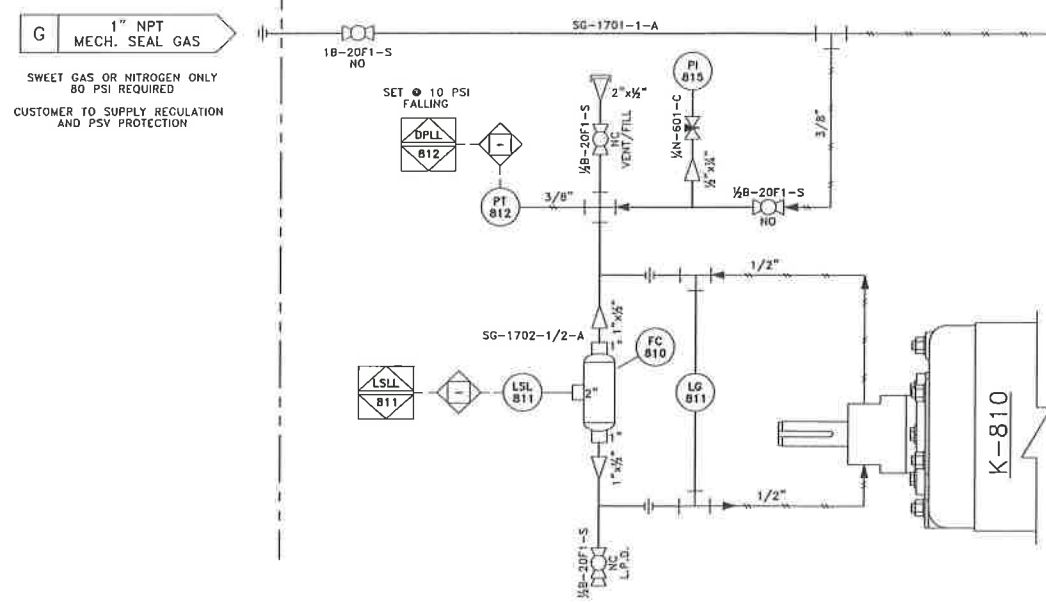 G
1" NPT
MECH. SEAL GAS
SWEET GAS OR NITROGEN ONLY
80 PSI REQUIRED
CUSTOMER TO SUPPLY REGULATION
AND PSV PROTECTION
1B-20F1-S
NO
SG-1701-1-A
SET @ 10 PSI
FALLING
DPLL
812
-
PT
812
3/8"
2"x½"
½B-20F1-S
NC
VENT/FILL
PI
815
¼N-601-C
½"x¼"
½B-20F1-S
NO
3/8"
1/2"
SG-1702-1/2-A
1"x½"
1"
FC
810
LSLL
811
-
LSL
811
2"
LG
811
1"
1"x½"
1/2"
½B-20F1-S
NC
L.P.D.
K-810